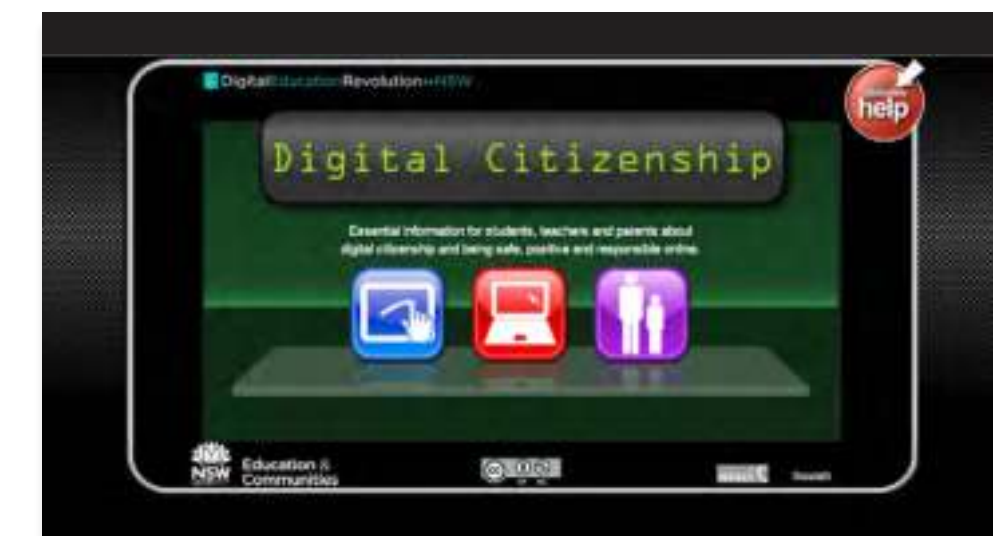 DigitalEducationRevolution-NSW
help
Digital Citizenship
Essential information for students, teachers and parents about
digital citizenship and being safe, positive and responsible online.
NSW
Education &
Communities
cc